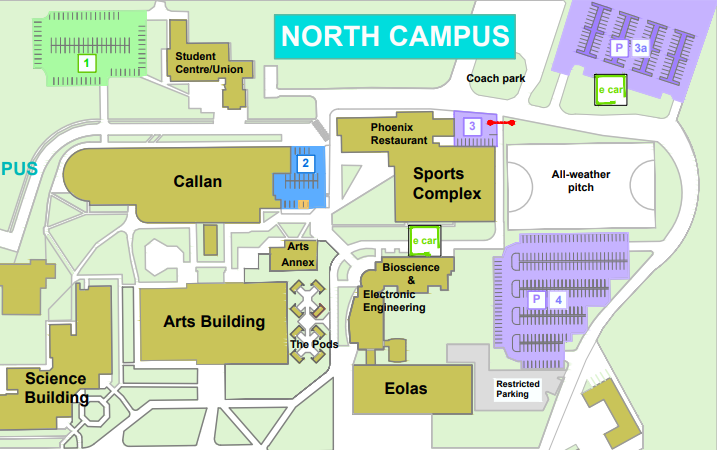 NORTH CAMPUS
P 3a
Student
Centre/Union
1
Coach park
e car
Phoenix
Restaurant
3
PUS
2
Callan
Sports
Complex
All-weather
pitch
e car
Arts
Annex
Bioscience
&
Electronic
Engineering
P 4
Arts Building
The Pods
Science
Building
Eolas
Restricted
Parking